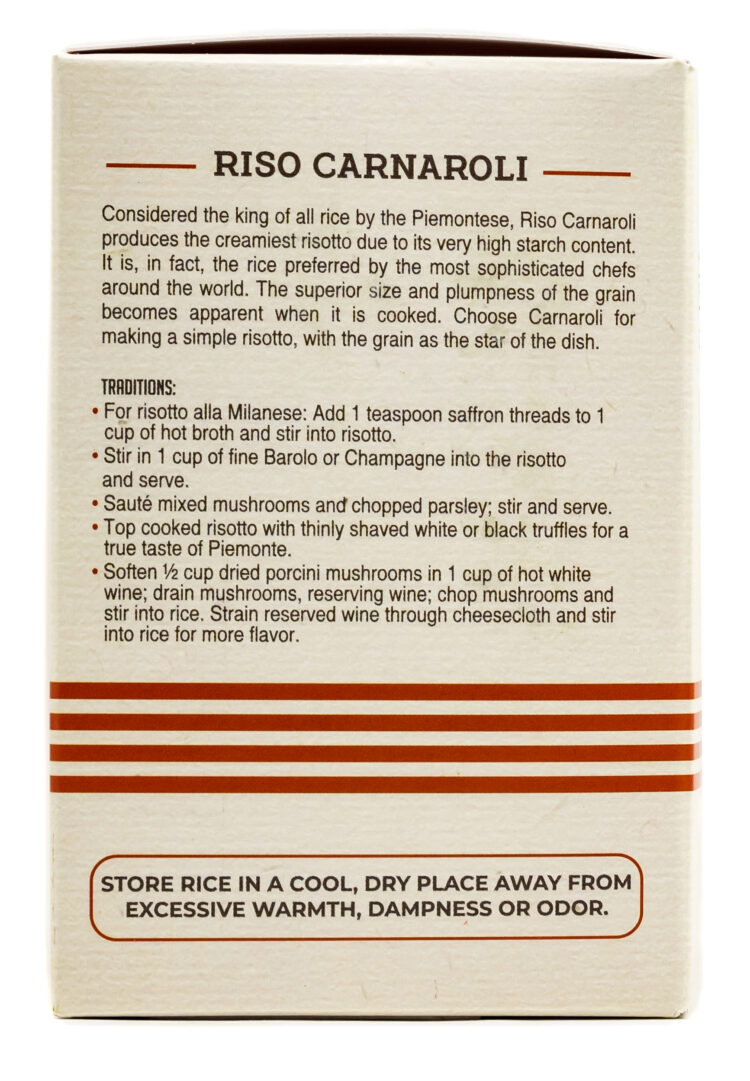 RISO CARNAROLI
Considered the king of all rice by the Piemontese, Riso Carnaroli
produces the creamiest risotto due to its very high starch content.
It is, in fact, the rice preferred by the most sophisticated chefs
around the world. The superior size and plumpness of the grain
becomes apparent when it is cooked. Choose Carnaroli for
making a simple risotto, with the grain as the star of the dish.
TRADITIONS:
• For risotto alla Milanese: Add 1 teaspoon saffron threads to 1
cup of hot broth and stir into risotto.
• Stir in 1 cup of fine Barolo or Champagne into the risotto
and serve.
• Sauté mixed mushrooms and chopped parsley; stir and serve.
• Top cooked risotto with thinly shaved white or black truffles for a
true taste of Piemonte.
• Soften ½ cup dried porcini mushrooms in 1 cup of hot white
wine; drain mushrooms, reserving wine; chop mushrooms and
stir into rice. Strain reserved wine through cheesecloth and stir
into rice for more flavor.
STORE RICE IN A COOL, DRY PLACE AWAY FROM
EXCESSIVE WARMTH, DAMPNESS OR ODOR.